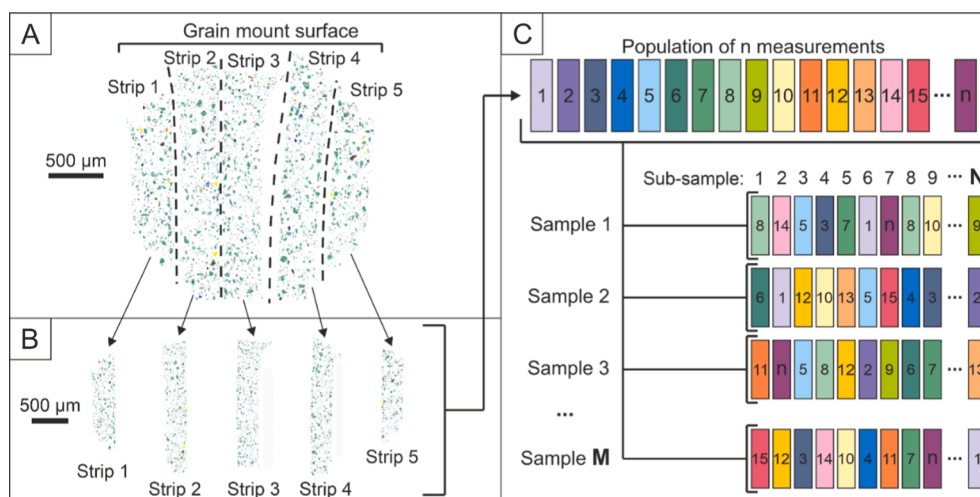 A
Grain mount surface
Strip 1
Strip 2
Strip 3
Strip 4
Strip 5
500 µm
B
500 µm
Strip 1
Strip 2
Strip 3
Strip 4
Strip 5
C
Population of n measurements
1 2 3 4 5 6 7 8 9 10 11 12 13 14 15 ... n
Sub-sample: 1 2 3 4 5 6 7 8 9 ... N
Sample 1 8 14 5 3 7 1 n 8 10 ... 9
Sample 2 6 1 12 10 13 5 15 4 3 ... 2
Sample 3 11 n 5 8 12 2 9 6 7 ... 13
...
Sample M 15 12 3 14 10 4 11 7 n ... 1